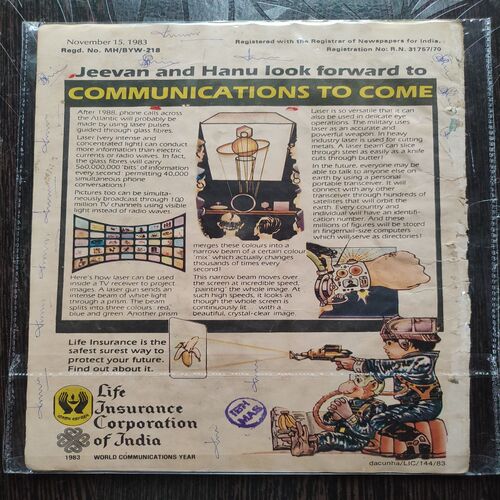 November 15, 1983
Regd. No. MH/BYW-218
Registered with the Registrar of Newspapers for India,
Registration No: R.N. 31757/70
Jeevan and Hanu look forward to
COMMUNICATIONS TO COME
After 1988, phone calls across
the Atlantic will probably be
made by using laser pulses
guided through glass fibres.
Laser (very intense and
concentrated light) can conduct
more information than electric
currents or radio waves. In fact,
the glass fibres will carry
360,000,000 'bits' of information
every second permitting 40,000
simultaneous phone
conversations!
Pictures too can be simulta-
neously broadcast through 100
million TV channels using visible
light instead of radio waves.
Here's how laser can be used
inside a TV receiver to project
images. A laser gun sends an
intense beam of white light
through a prism. The beam
splits into three colours: red,
blue and green. Another prism
merges these colours into a
narrow beam of a certain colour
'mix' which actually changes
thousands of times every
second!
This narrow beam moves over
the screen at incredible speed,
'painting' the whole image. At
such high speeds, it looks as
though the whole screen is
continuously lit . . . with a
beautiful, crystal-clear image.
Laser is so versatile that it can
also be used in delicate eye
operations. The military uses
laser as an accurate and
powerful weapon. In heavy
industry laser is used for cutting
metals. A laser beam can slice
through steel as easily as a knife
cuts through butter!
In the future, everyone may be
able to talk to anyone else on
earth by using a personal
portable transceiver. It will
connect with any other
transceiver through hundreds of
satellites that will orbit the
earth. Every country and
individual will have an identifi-
cation number. And these
millions of figures will be stored
in fingernail-size computers
which will serve as directories!
Life Insurance is the
safest surest way to
protect your future.
Find out about it.
Life
Insurance
Corporation
of India
1983 WORLD COMMUNICATIONS YEAR
dacunha/LIC/144/83